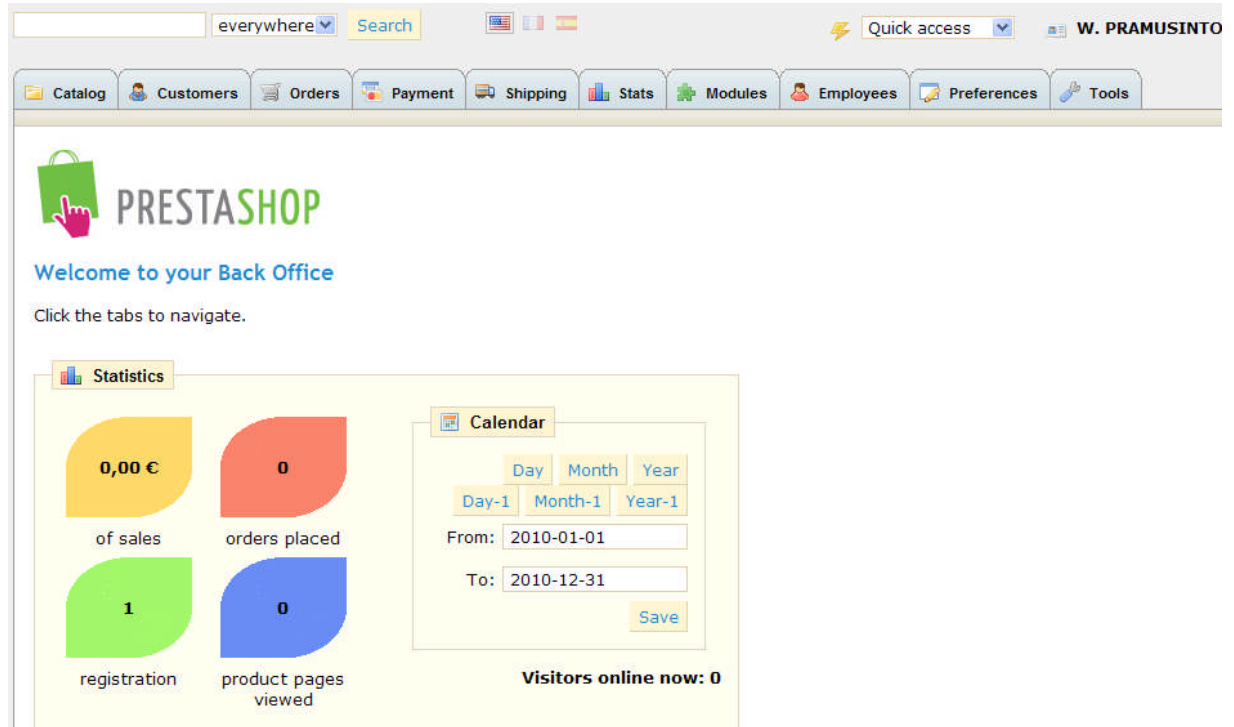 everywhere Search Quick access W. PRAMUSINTO
Catalog Customers Orders Payment Shipping Stats Modules Employees Preferences Tools
PRESTASHOP
Welcome to your Back Office
Click the tabs to navigate.
Statistics
0,00 € 0
of sales orders placed
1 0
registration product pages
viewed
Calendar
Day Month Year
Day-1 Month-1 Year-1
From: 2010-01-01
To: 2010-12-31
Save
Visitors online now: 0